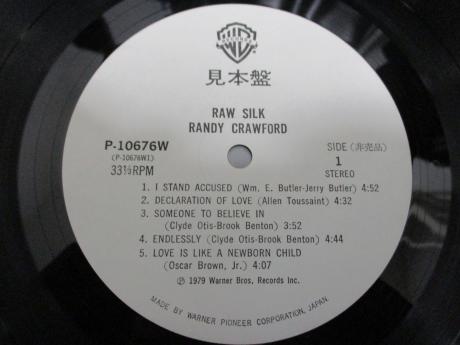 WB
見本盤
RAW SILK
RANDY CRAWFORD
P-10676W SIDE (非売品)
(P-10676W1) 1
33⅓RPM STEREO
1. I STAND ACCUSED (Wm. E. Butler-Jerry Butler) 4:52
2. DECLARATION OF LOVE (Allen Toussaint) 4:32
3. SOMEONE TO BELIEVE IN
(Clyde Otis-Brook Benton) 3:52
4. ENDLESSLY (Clyde Otis-Brook Benton) 4:44
5. LOVE IS LIKE A NEWBORN CHILD
(Oscar Brown, Jr.) 4:07
Ⓟ 1979 Warner Bros. Records Inc.
MADE BY WARNER PIONEER CORPORATION, JAPAN.